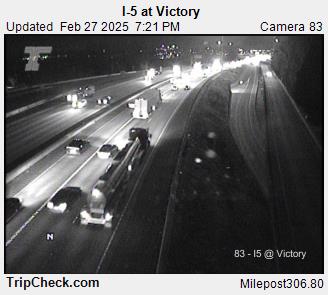 I-5 at Victory
Updated  Feb 27 2025  7:21 PM Camera 83
T
N
83 - I5 @ Victory
TripCheck.com Milepost306.80